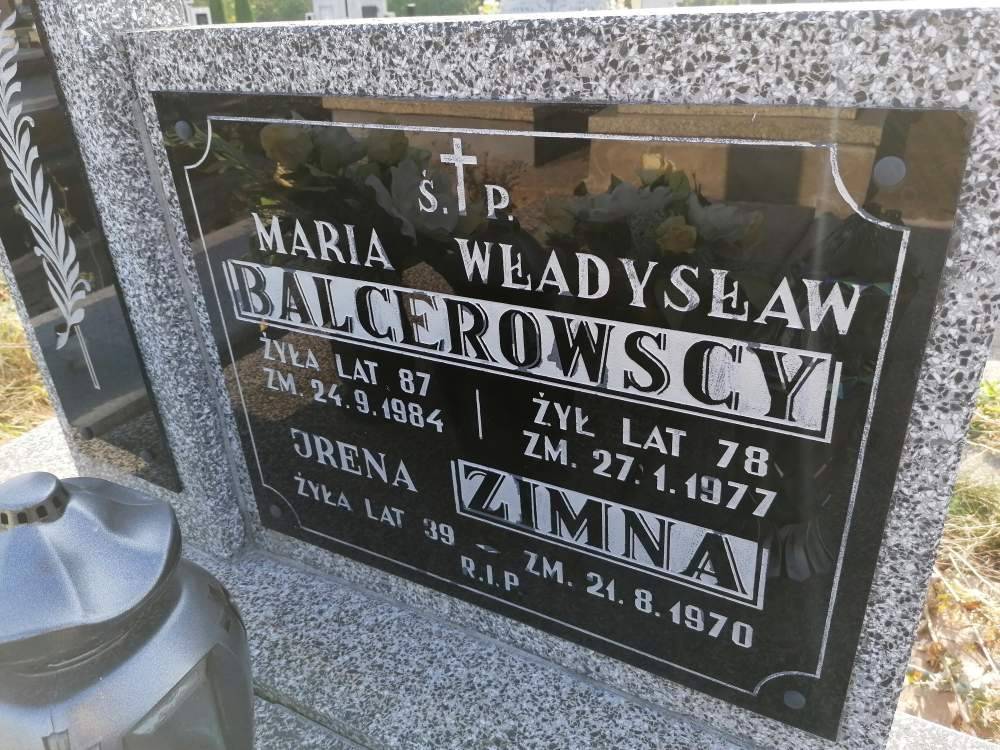 Ś. P.
MARIA WŁADYSŁAW
BALCEROWSCY
ŻYŁA LAT 87
ZM. 24.9.1984
ŻYŁ LAT 78
ZM. 27.1.1977
IRENA ZIMNA
ŻYŁA LAT 39 – ZM. 21.8.1970
R.I.P.